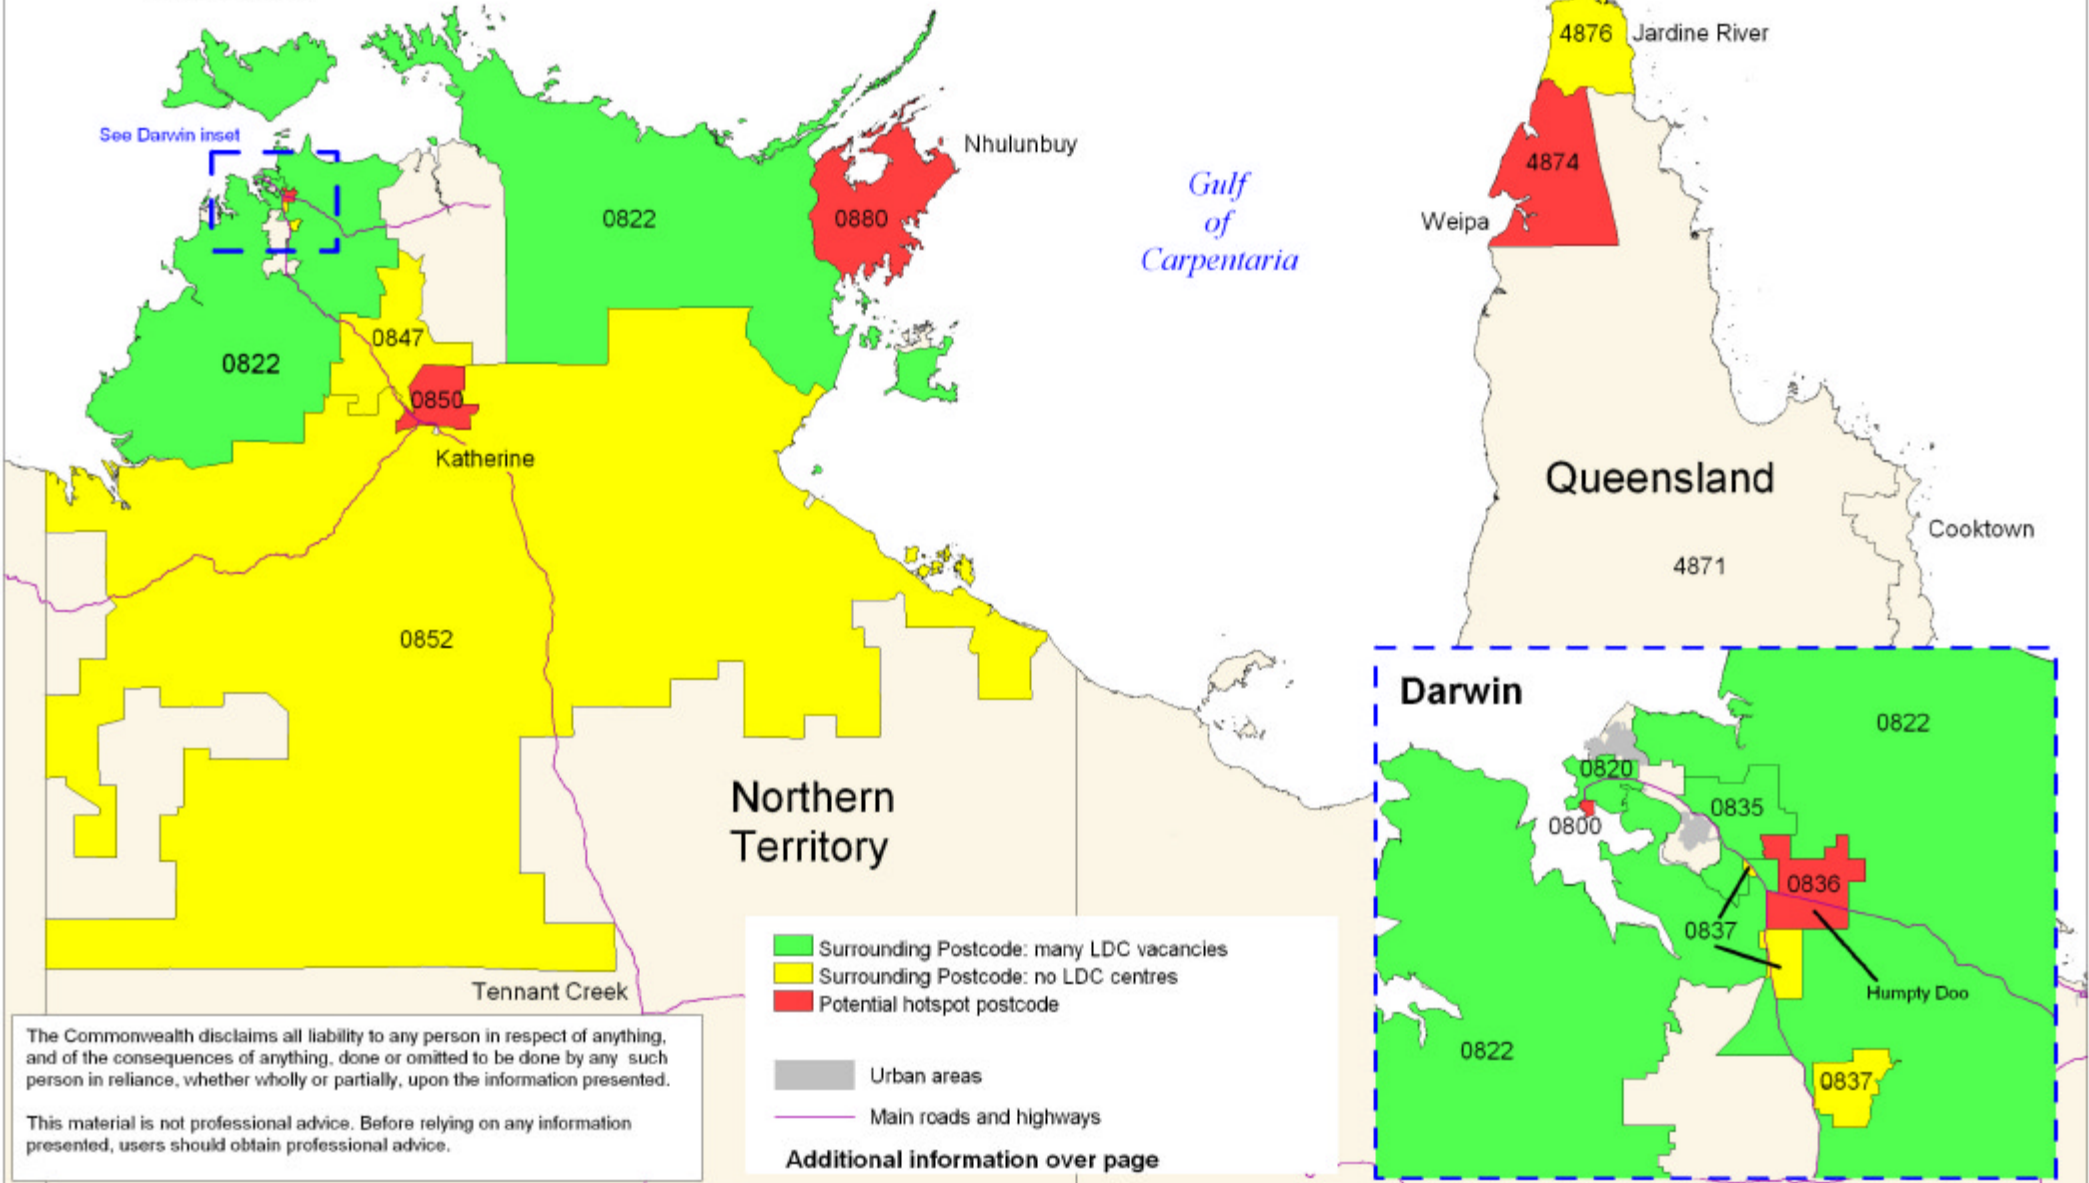 4876
Jardine River
See Darwin inset
Nhulunbuy
4874
0822
0880
Gulf
of
Carpentaria
Weipa
0847
0822
0850
Katherine
Queensland
Cooktown
4871
0852
Darwin
0822
0820
0835
0800
0836
0837
Humpty Doo
0822
0837
Northern
Territory
Tennant Creek
Surrounding Postcode: many LDC vacancies
Surrounding Postcode: no LDC centres
Potential hotspot postcode
Urban areas
Main roads and highways
Additional information over page
The Commonwealth disclaims all liability to any person in respect of anything,
and of the consequences of anything, done or omitted to be done by any such
person in reliance, whether wholly or partially, upon the information presented.
This material is not professional advice. Before relying on any information
presented, users should obtain professional advice.